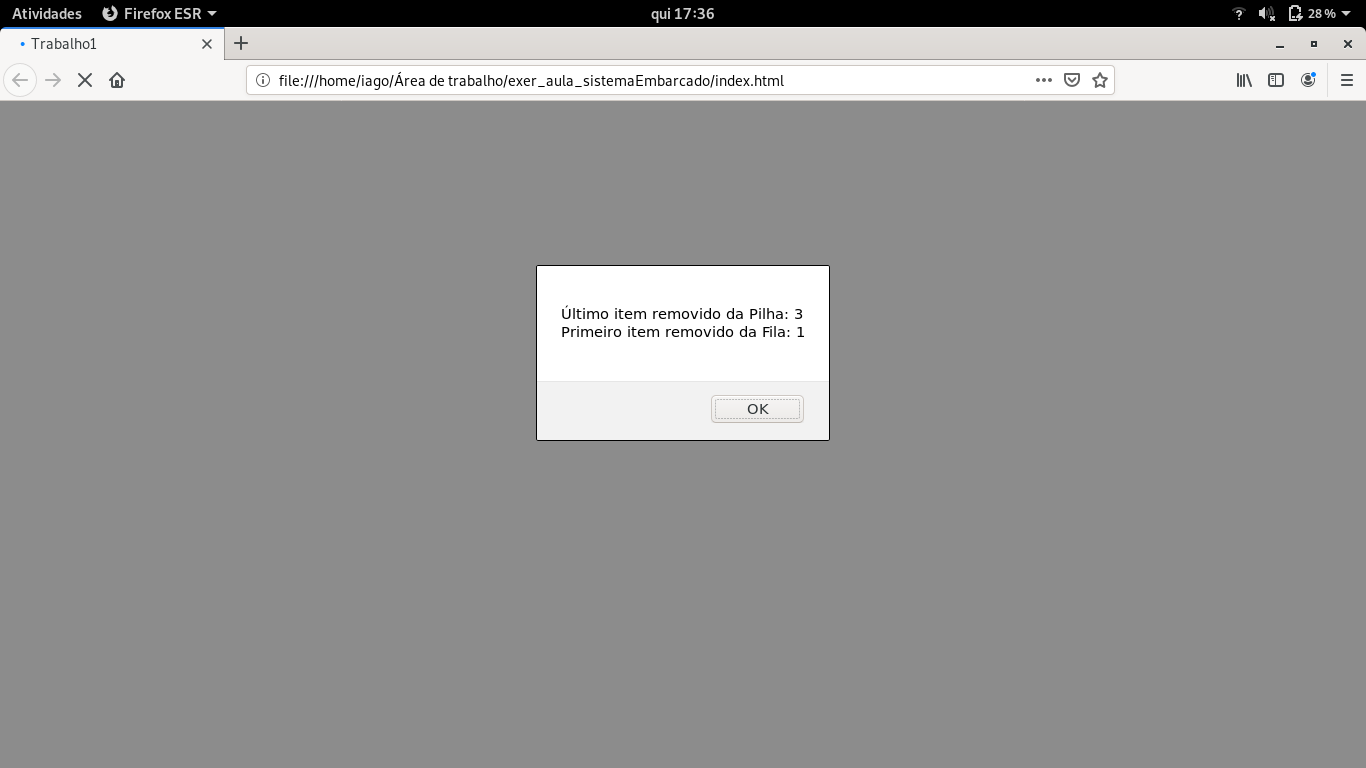 Atividades Firefox ESR qui 17:36 28 %
Trabalho1
file:///home/iago/Área de trabalho/exer_aula_sistemaEmbarcado/index.html
Último item removido da Pilha: 3
Primeiro item removido da Fila: 1
OK